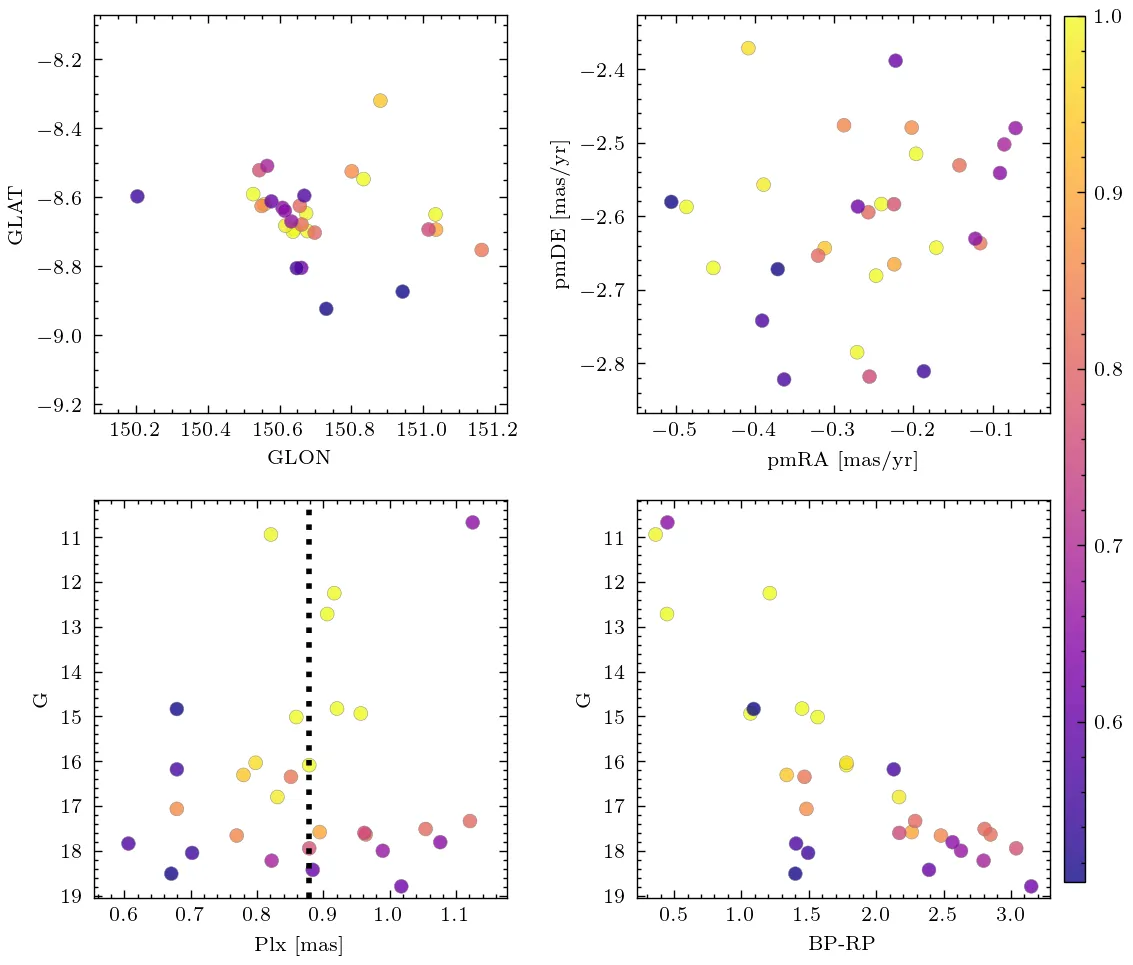 −8.2
−8.4
−8.6
−8.8
−9.0
−9.2
GLAT
150.2 150.4 150.6 150.8 151.0 151.2
GLON
−2.4
−2.5
−2.6
−2.7
−2.8
pmDE [mas/yr]
−0.5 −0.4 −0.3 −0.2 −0.1
pmRA [mas/yr]
1.0
0.9
0.8
0.7
0.6
11
12
13
14
15
16
17
18
19
G
0.6 0.7 0.8 0.9 1.0 1.1
Plx [mas]
11
12
13
14
15
16
17
18
19
G
0.5 1.0 1.5 2.0 2.5 3.0
BP-RP